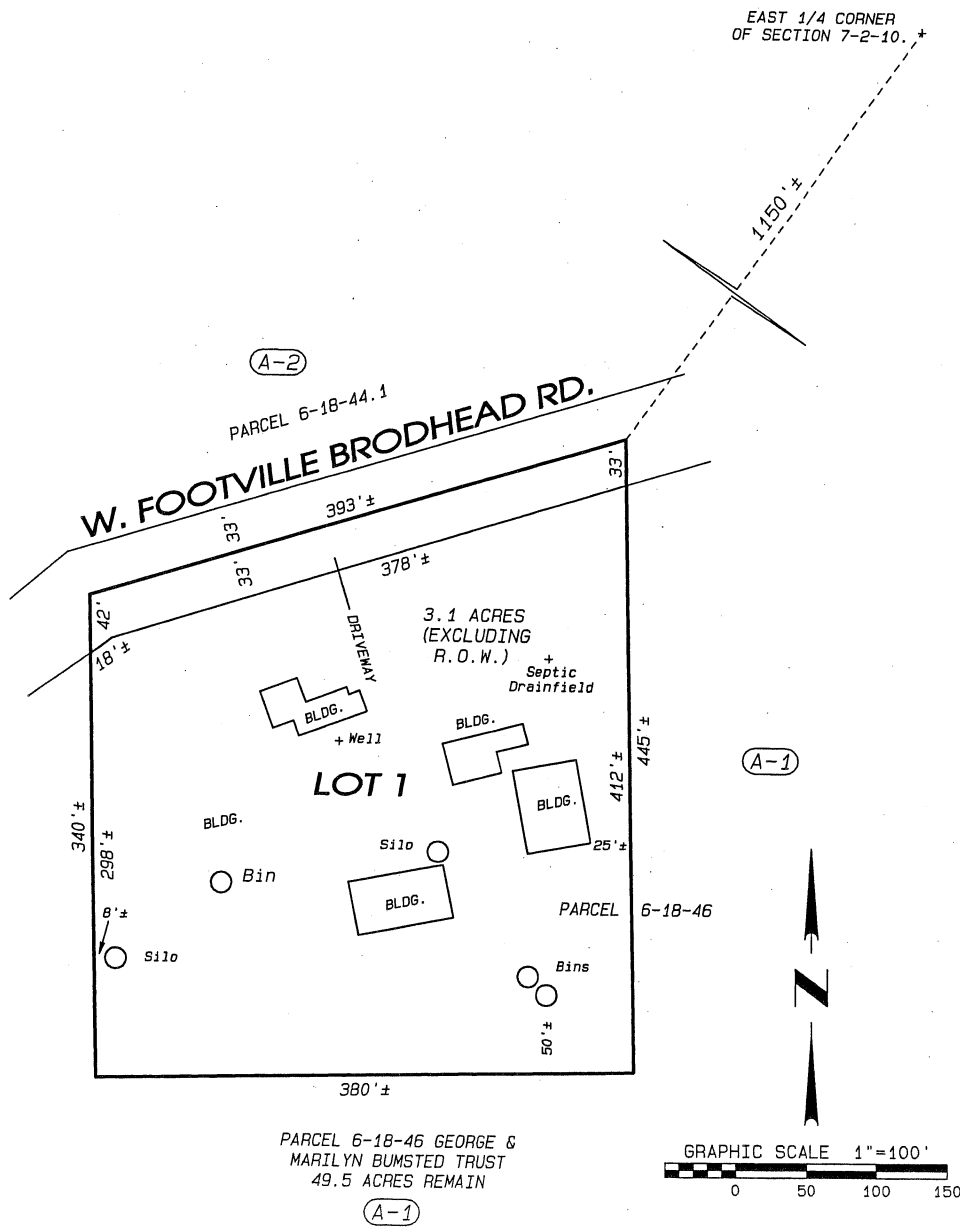 EAST 1/4 CORNER
OF SECTION 7-2-10.
1150'±
A-2
PARCEL 6-18-44.1
W. FOOTVILLE BRODHEAD RD.
33'
393'±
33'
33'
378'±
42'
18'±
DRIVEWAY
3.1 ACRES
(EXCLUDING
R.O.W.)
Septic
Drainfield
BLDG.
Well
BLDG.
445'±
A-1
LOT 1
412'±
BLDG.
340'±
298'±
BLDG.
Silo
25'±
Bin
BLDG.
PARCEL 6-18-46
8'±
Silo
Bins
N
50'±
380'±
PARCEL 6-18-46 GEORGE &
MARILYN BUMSTED TRUST
49.5 ACRES REMAIN
A-1
GRAPHIC SCALE 1"=100'
0 50 100 150